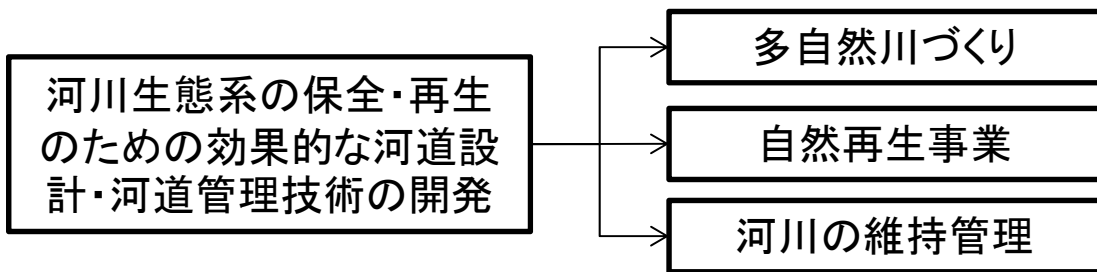 河川生態系の保全・再生
のための効果的な河道設
計・河道管理技術の開発
多自然川づくり
自然再生事業
河川の維持管理